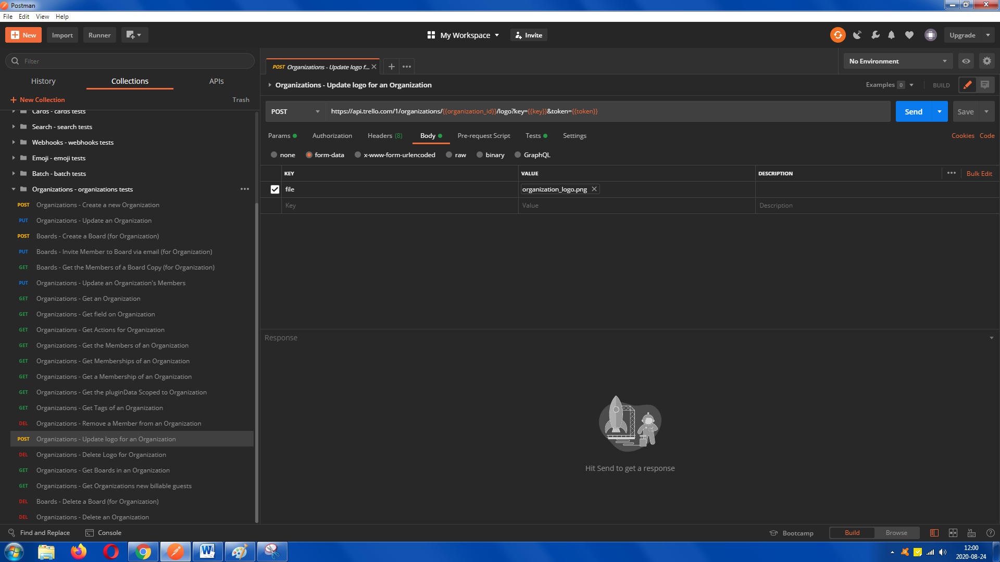 Postman
File Edit View Help
New Import Runner My Workspace Invite Upgrade
Filter
History Collections APIs
New Collection Trash
Cards - cards tests
Search - search tests
Webhooks - webhooks tests
Emoji - emoji tests
Batch - batch tests
Organizations - organizations tests
POST Organizations - Create a new Organization
PUT Organizations - Update an Organization
POST Boards - Create a Board (for Organization)
PUT Boards - Invite Member to Board via email (for Organization)
GET Boards - Get the Members of a Board Copy (for Organization)
PUT Organizations - Update an Organization's Members
GET Organizations - Get an Organization
GET Organizations - Get field on Organization
GET Organizations - Get Actions for Organization
GET Organizations - Get the Members of an Organization
GET Organizations - Get Memberships of an Organization
GET Organizations - Get a Membership of an Organization
GET Organizations - Get the pluginData Scoped to Organization
GET Organizations - Get Tags of an Organization
DEL Organizations - Remove a Member from an Organization
POST Organizations - Update logo for an Organization
DEL Organizations - Delete Logo for Organization
GET Organizations - Get Boards in an Organization
GET Organizations - Get Organizations new billable guests
DEL Boards - Delete a Board (for Organization)
DEL Organizations - Delete an Organization
POST Organizations - Update logo f...
No Environment
Organizations - Update logo for an Organization
Examples 0 BUILD
POST https://api.trello.com/1/organizations/{{organization_id}}/logo?key={{key}}&token={{token}} Send Save
Params Authorization Headers (8) Body Pre-request Script Tests Settings Cookies Code
none form-data x-www-form-urlencoded raw binary GraphQL
KEY VALUE DESCRIPTION ••• Bulk Edit
file organization_logo.png
Key Value Description
Response
Hit Send to get a response
Find and Replace Console Bootcamp Build Browse
12:00
2020-08-24